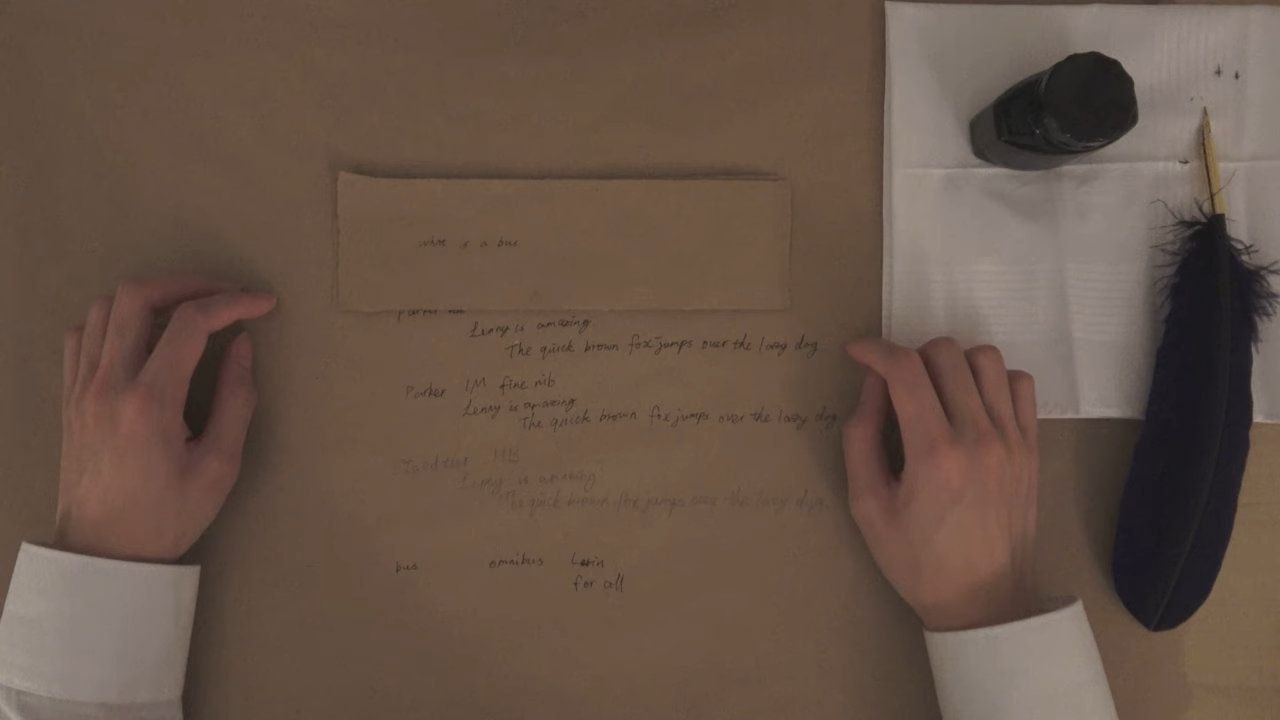 what is a bus
Parker
Lenny is amazing
The quick brown fox jumps over the lazy dog
Parker IM fine nib
Lenny is amazing
The quick brown fox jumps over the lazy dog
HB
Lenny is amazing
The quick brown fox jumps over the lazy dog
bus omnibus Latin
for all